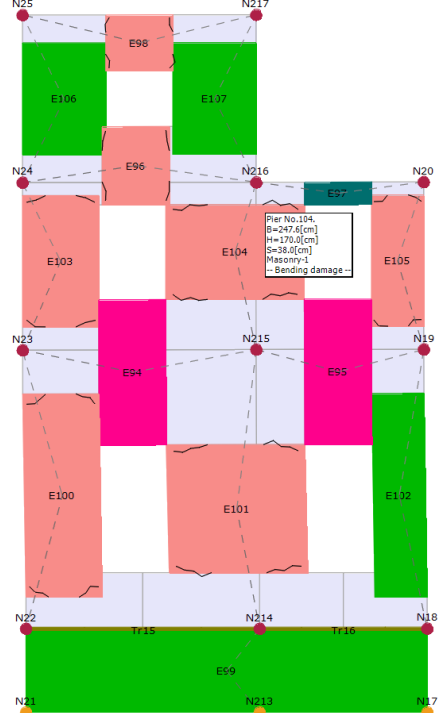 N25 N217
E98
E106 E107
E96
N24 N216 N20
E97
Pier No.104.
B=247.6[cm]
H=170.0[cm]
S=38.0[cm]
Masonry-1
-- Bending damage --
E103 E104 E105
N23 N215 N19
E94 E95
E100 E101 E102
N22 N214 N18
Tr15 Tr16
E99
N21 N213 N17